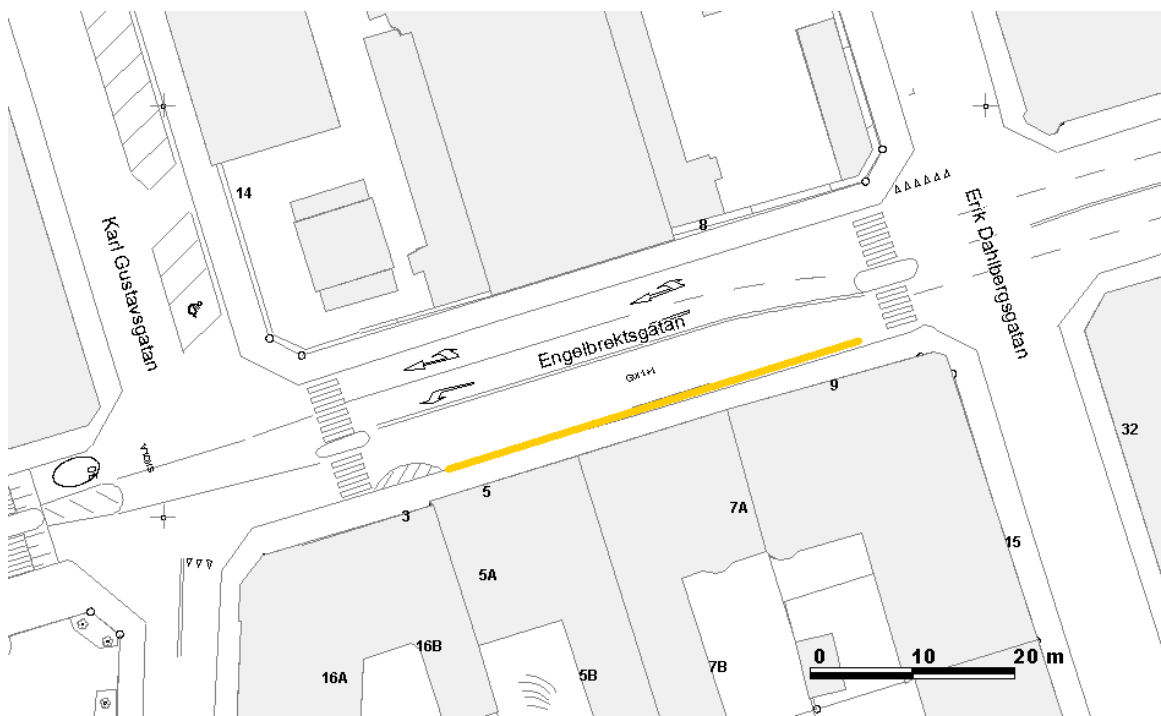 14
8
Karl Gustavsgatan
Erik Dahlbergsgatan
Engelbrektsgatan
9
32
5
3
7A
5A
15
16B
16A
5B
7B
0 10 20 m